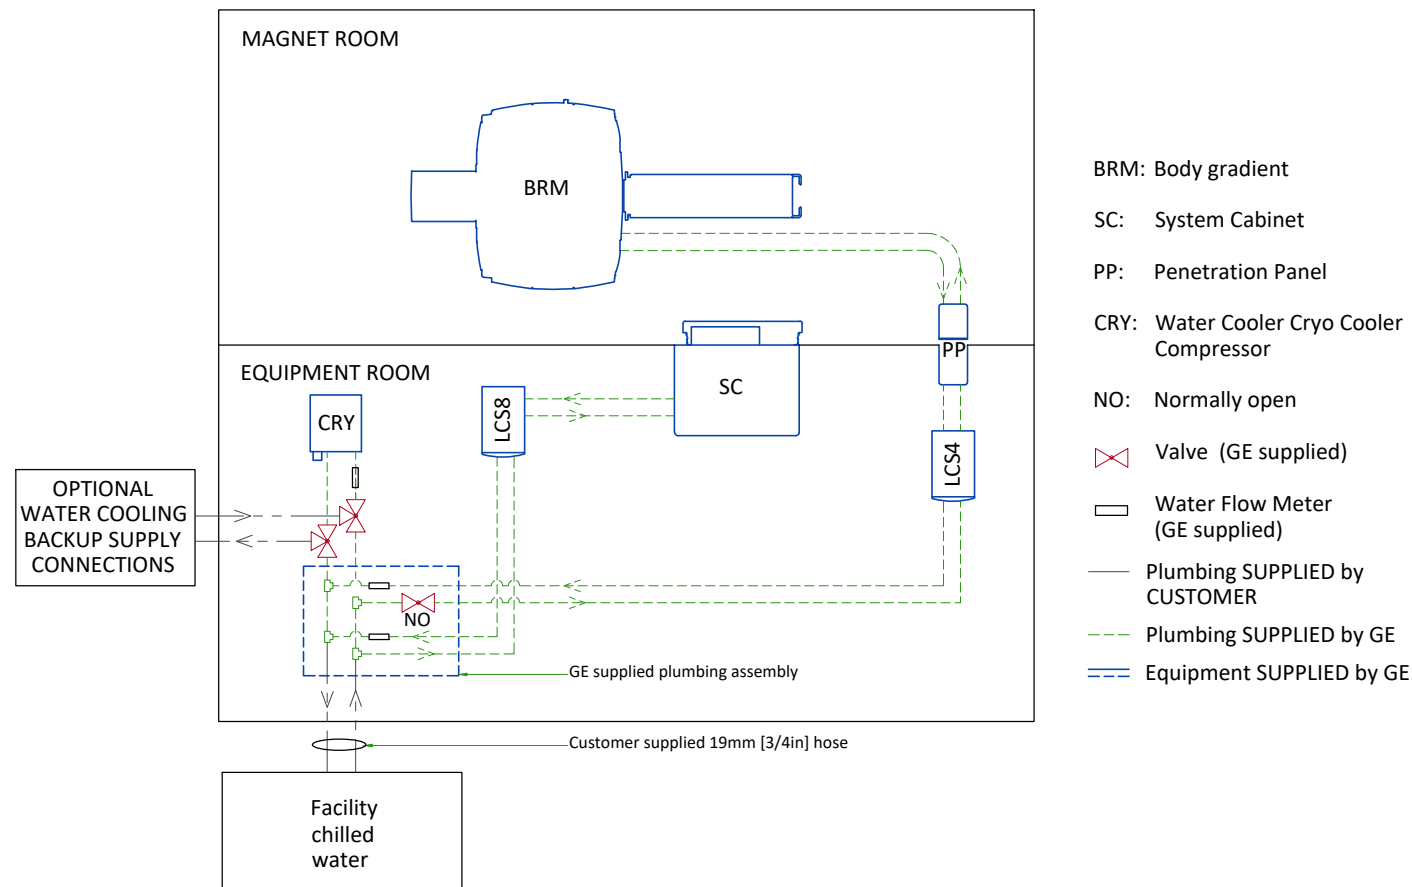 MAGNET ROOM
BRM
PP
EQUIPMENT ROOM
SC
CRY
LCS8
LCS4
OPTIONAL
WATER COOLING
BACKUP SUPPLY
CONNECTIONS
NO
GE supplied plumbing assembly
Customer supplied 19mm [3/4in] hose
Facility
chilled
water
BRM: Body gradient
SC: System Cabinet
PP: Penetration Panel
CRY: Water Cooler Cryo Cooler
Compressor
NO: Normally open
Valve (GE supplied)
Water Flow Meter
(GE supplied)
Plumbing SUPPLIED by
CUSTOMER
Plumbing SUPPLIED by GE
Equipment SUPPLIED by GE